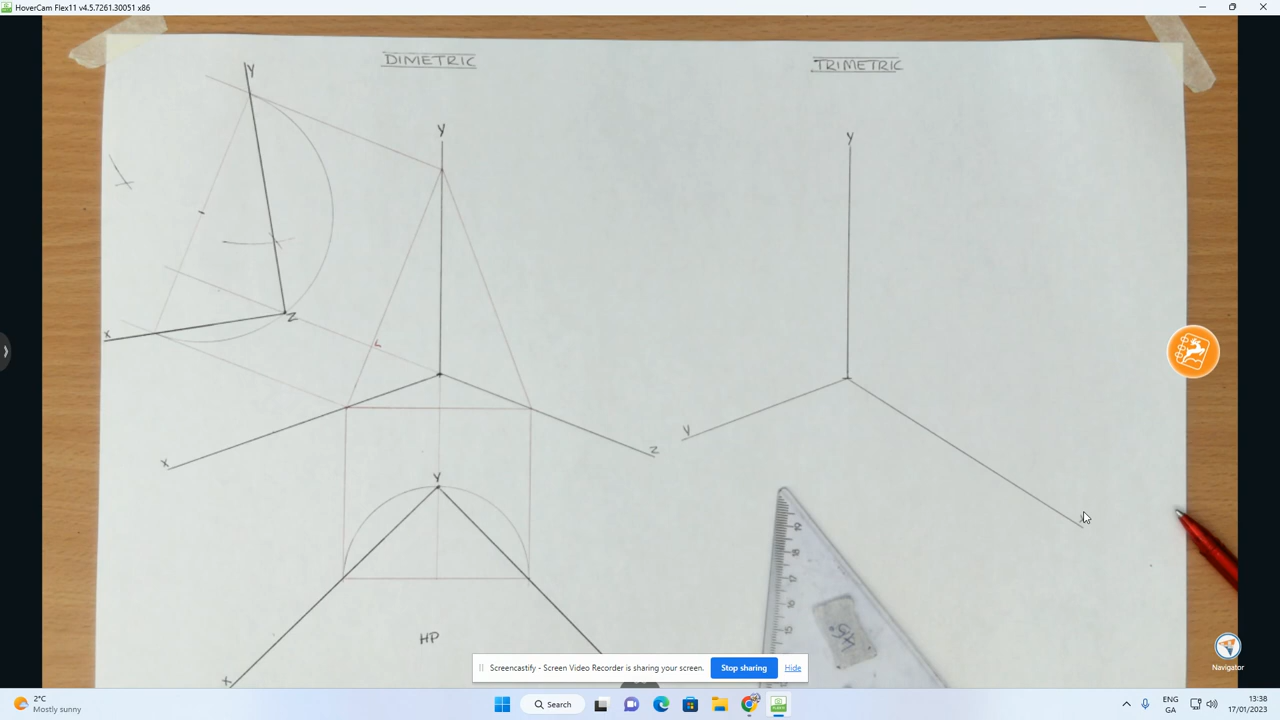 HoverCam Flex11 v4.5.7261.30051 x86
DIMETRIC
TRIMETRIC
Y
Y
Y
Z
X
X
Z
Y
Y
X
HP
Screencastify - Screen Video Recorder is sharing your screen.
Stop sharing
Hide
Navigator
2°C
Mostly sunny
Search
ENG
GA
13:38
17/01/2023